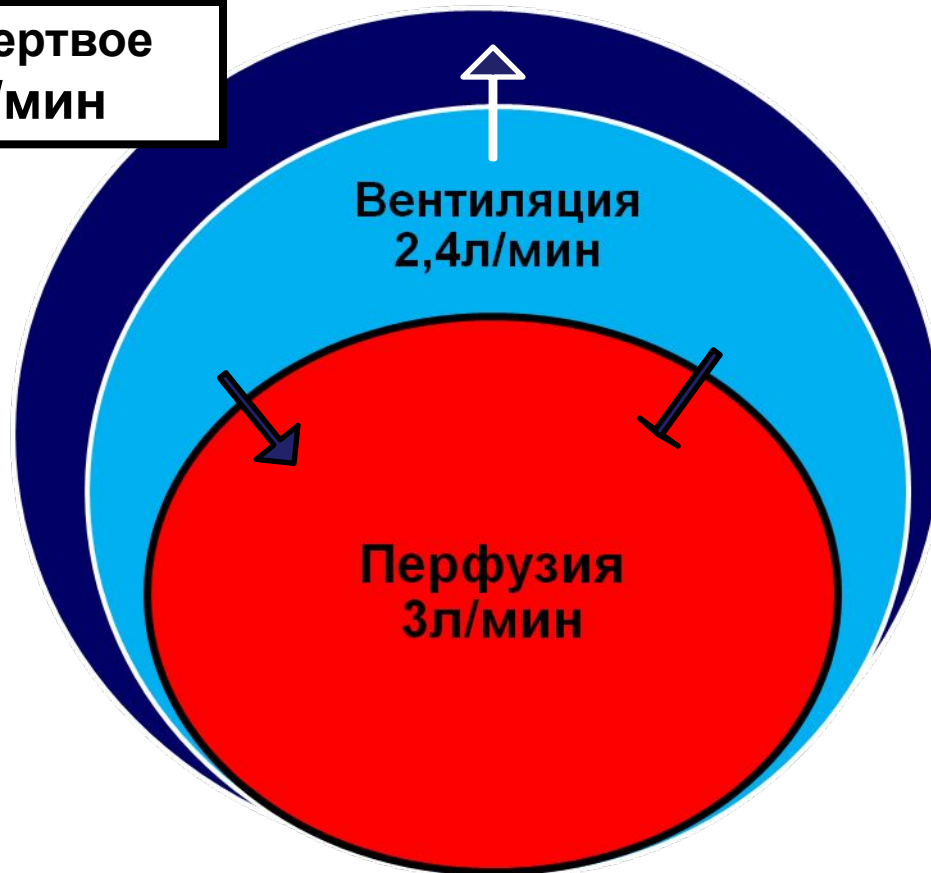 ертвое
/мин
Вентиляция
2,4л/мин
Перфузия
3л/мин